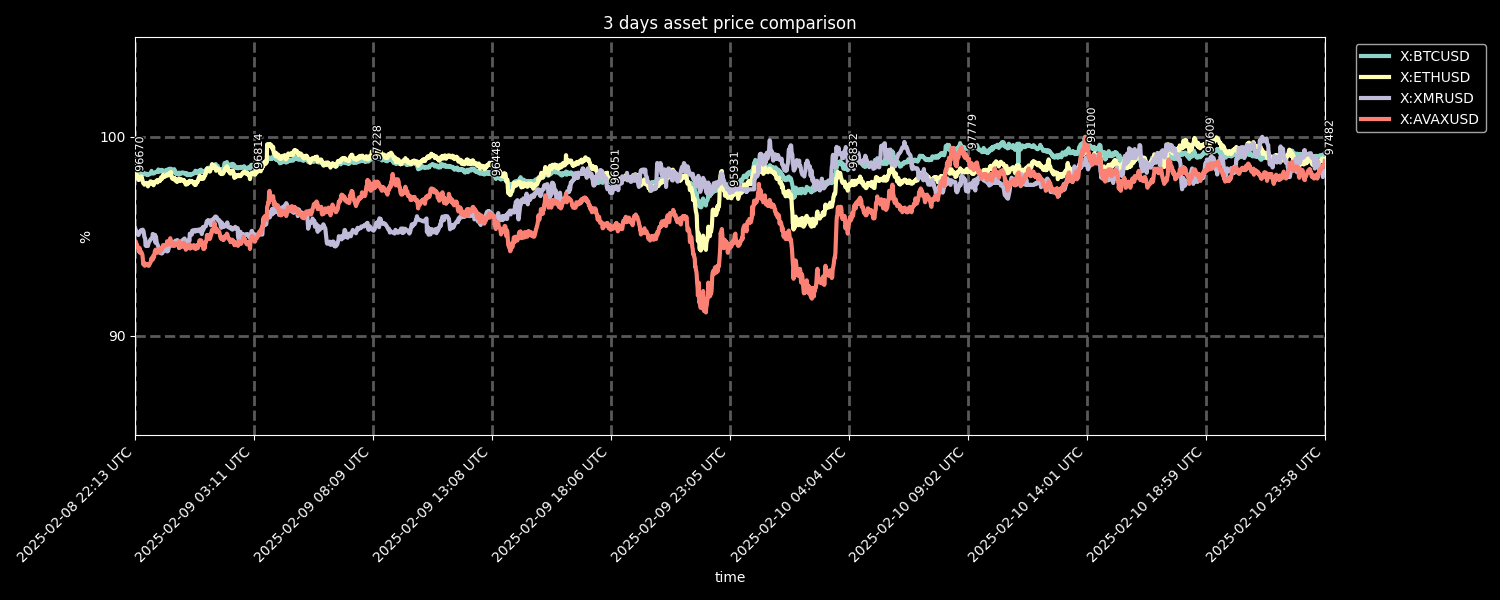 3 days asset price comparison
X:BTCUSD
X:ETHUSD
X:XMRUSD
X:AVAXUSD
100
90
%
96670
96814
97228
96448
96051
95931
96832
97779
98100
97609
97482
2025-02-08 22:13 UTC
2025-02-09 03:11 UTC
2025-02-09 08:09 UTC
2025-02-09 13:08 UTC
2025-02-09 18:06 UTC
2025-02-09 23:05 UTC
2025-02-10 04:04 UTC
2025-02-10 09:02 UTC
2025-02-10 14:01 UTC
2025-02-10 18:59 UTC
2025-02-10 23:58 UTC
time